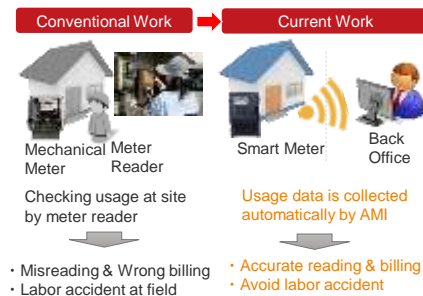 Conventional Work
Current Work
Mechanical Meter
Meter Reader
Smart Meter
Back Office
Checking usage at site
by meter reader
Usage data is collected
automatically by AMI
・Misreading & Wrong billing
・Labor accident at field
・Accurate reading & billing
・Avoid labor accident